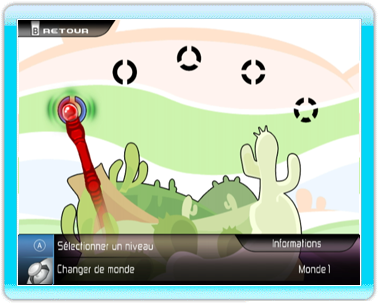 B RETOUR
A Sélectionner un niveau
Informations
Changer de monde
Monde 1